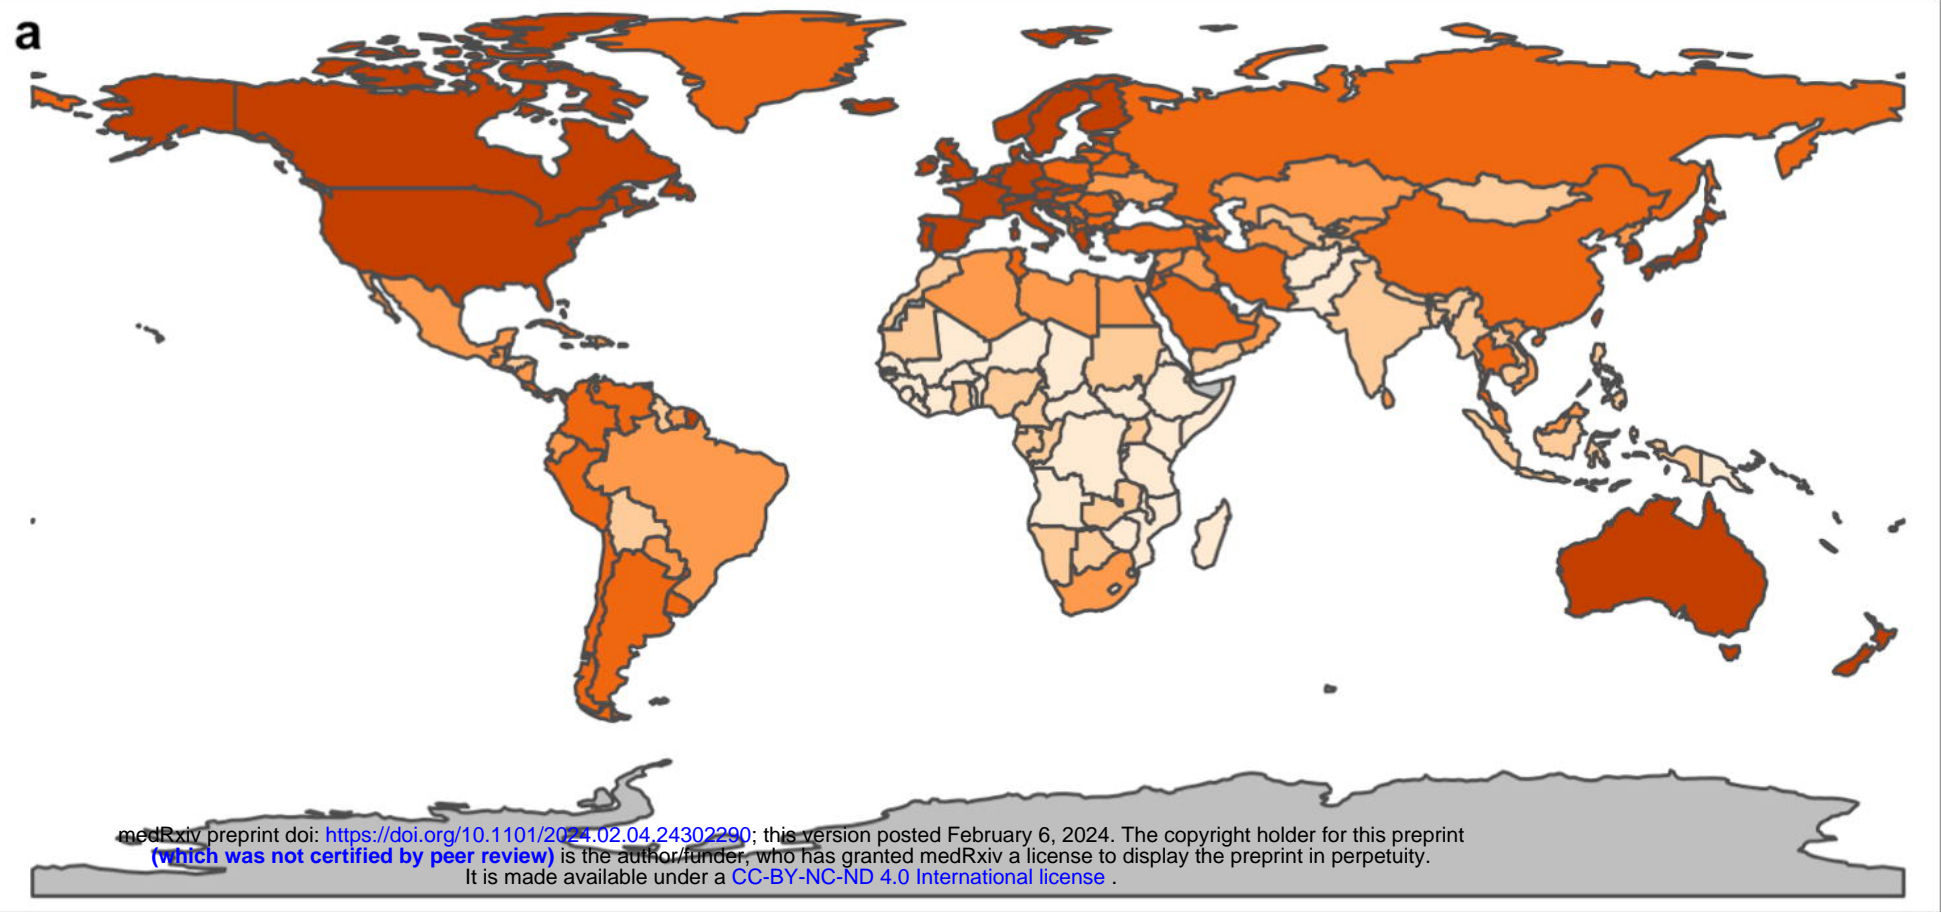 a
medRxiv preprint doi: https://doi.org/10.1101/2024.02.04.24302290; this version posted February 6, 2024. The copyright holder for this preprint
(which was not certified by peer review) is the author/funder, who has granted medRxiv a license to display the preprint in perpetuity.
It is made available under a CC-BY-NC-ND 4.0 International license .